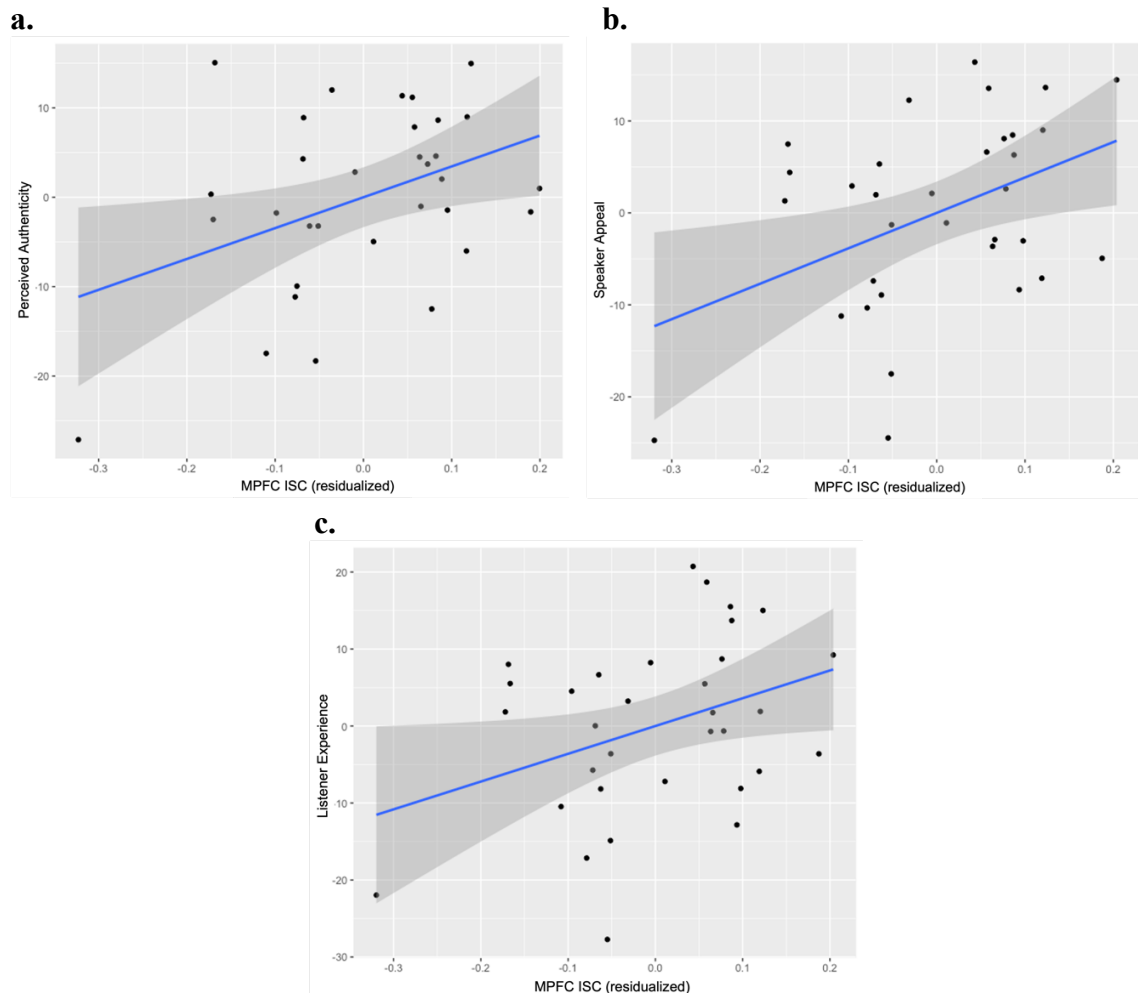 a.
10
0
-10
-20
Perceived Authenticity
-0.3 -0.2 -0.1 0.0 0.1 0.2
MPFC ISC (residualized)
b.
10
0
-10
-20
Speaker Appeal
-0.3 -0.2 -0.1 0.0 0.1 0.2
MPFC ISC (residualized)
c.
20
10
0
-10
-20
-30
Listener Experience
-0.3 -0.2 -0.1 0.0 0.1 0.2
MPFC ISC (residualized)